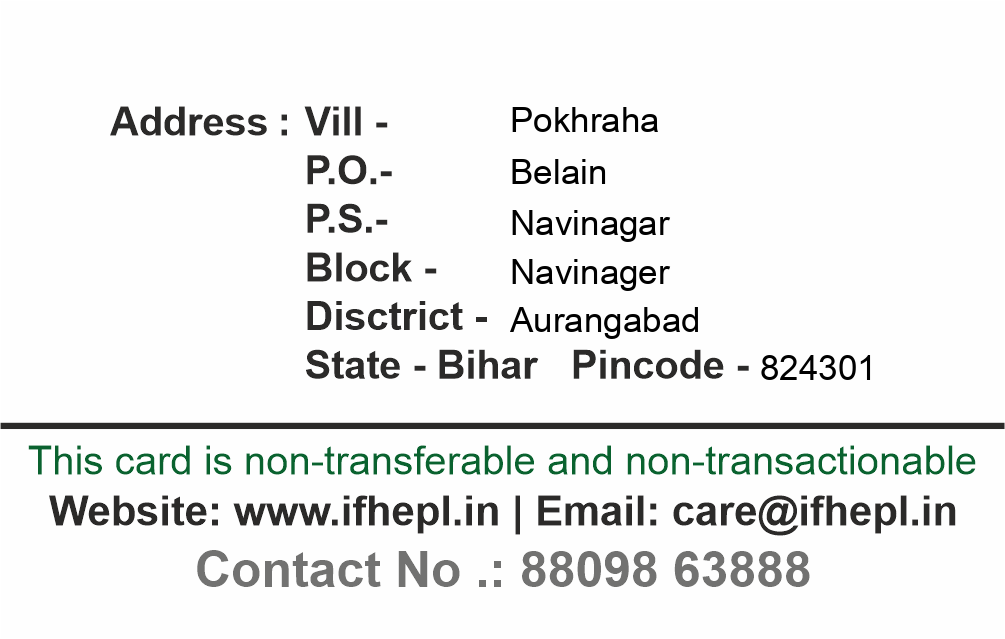 Address : Vill - Pokhraha
P.O.- Belain
P.S.- Navinagar
Block - Navinager
Disctrict - Aurangabad
State - Bihar Pincode - 824301
This card is non-transferable and non-transactionable
Website: www.ifhepl.in | Email: care@ifhepl.in
Contact No .: 88098 63888